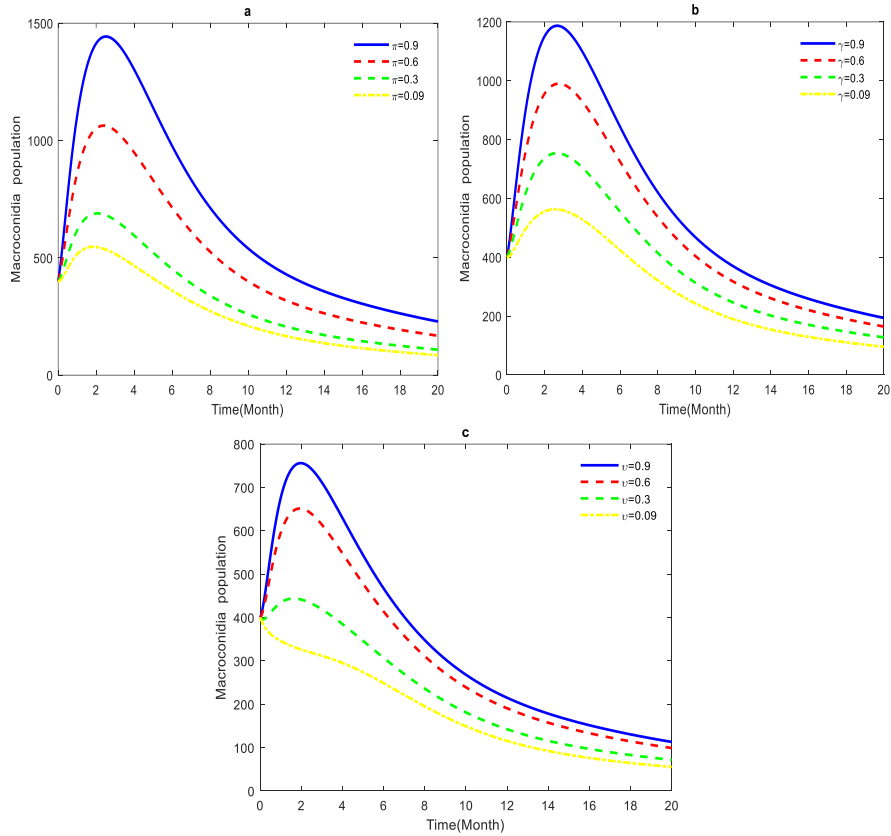 a
1500
1000
500
0
Macroconidia population
π=0.9
π=0.6
π=0.3
π=0.09
0 2 4 6 8 10 12 14 16 18 20
Time(Month)
b
1200
1000
800
600
400
200
0
Macroconidia population
γ=0.9
γ=0.6
γ=0.3
γ=0.09
0 2 4 6 8 10 12 14 16 18 20
Time(Month)
c
800
700
600
500
400
300
200
100
0
Macroconidia population
υ=0.9
υ=0.6
υ=0.3
υ=0.09
0 2 4 6 8 10 12 14 16 18 20
Time(Month)